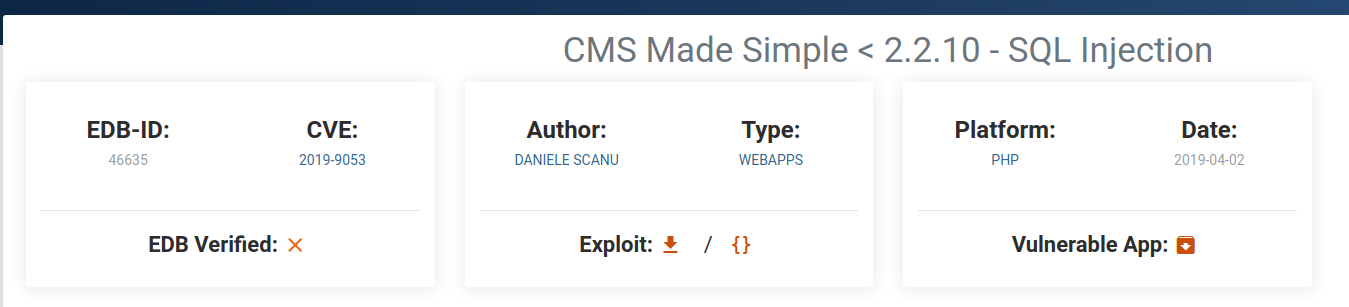 CMS Made Simple < 2.2.10 - SQL Injection
EDB-ID: CVE:
46635 2019-9053
EDB Verified: ×
Author: Type:
DANIELE SCANU WEBAPPS
Exploit: / {}
Platform: Date:
PHP 2019-04-02
Vulnerable App: